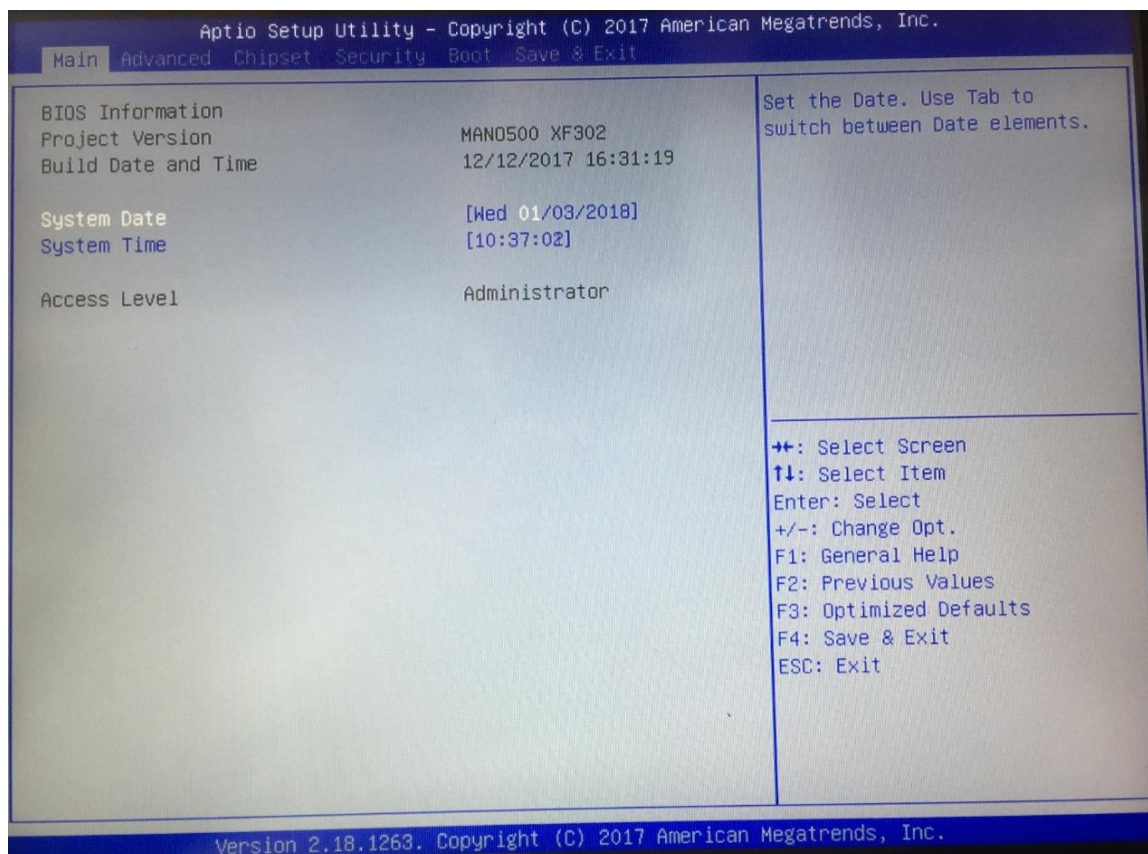 Aptio Setup Utility – Copyright (C) 2017 American Megatrends, Inc.
Main Advanced Chipset Security Boot Save & Exit
BIOS Information
Project Version MANO500 XF302
Build Date and Time 12/12/2017 16:31:19
System Date [Wed 01/03/2018]
System Time [10:37:02]
Access Level Administrator
Set the Date. Use Tab to
switch between Date elements.
→←: Select Screen
↑↓: Select Item
Enter: Select
+/-: Change Opt.
F1: General Help
F2: Previous Values
F3: Optimized Defaults
F4: Save & Exit
ESC: Exit
Version 2.18.1263. Copyright (C) 2017 American Megatrends, Inc.